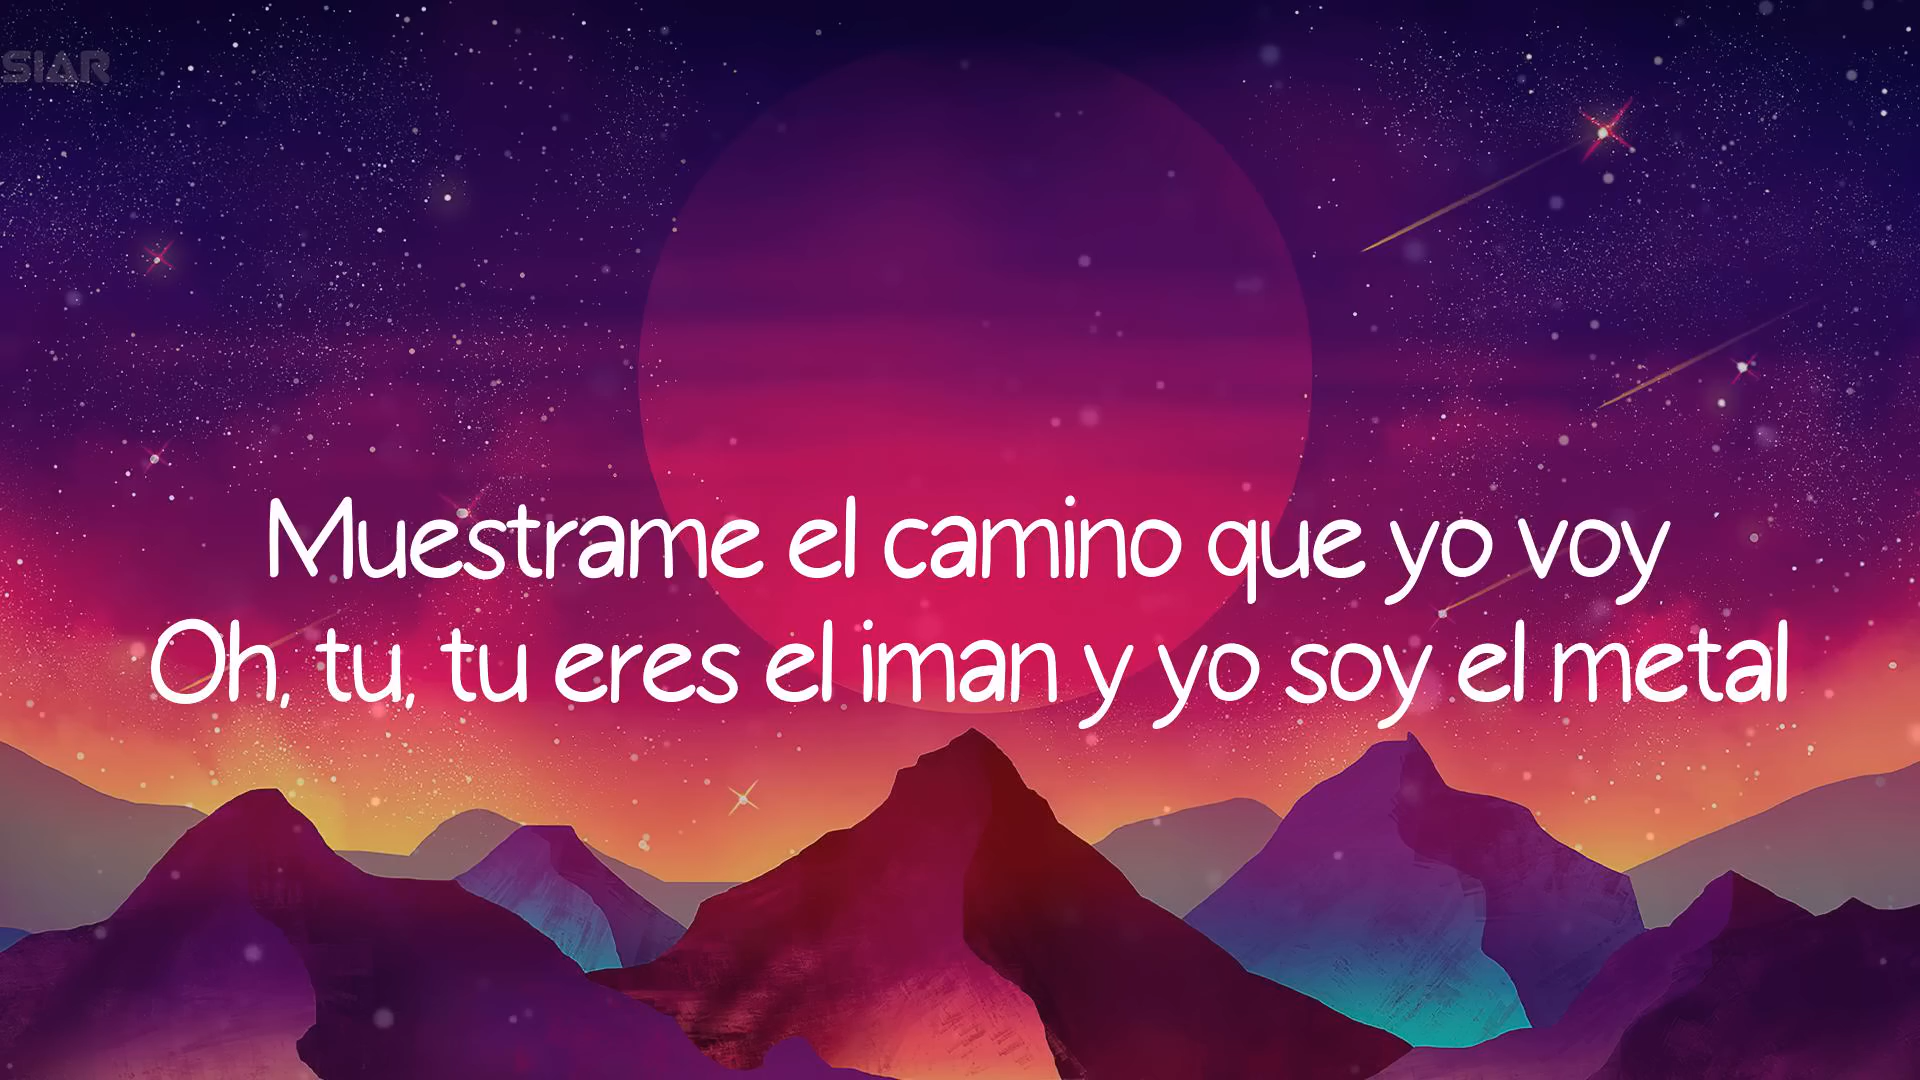 SIAR
Muestrame el camino que yo voy
Oh, tu, tu eres el iman y yo soy el metal